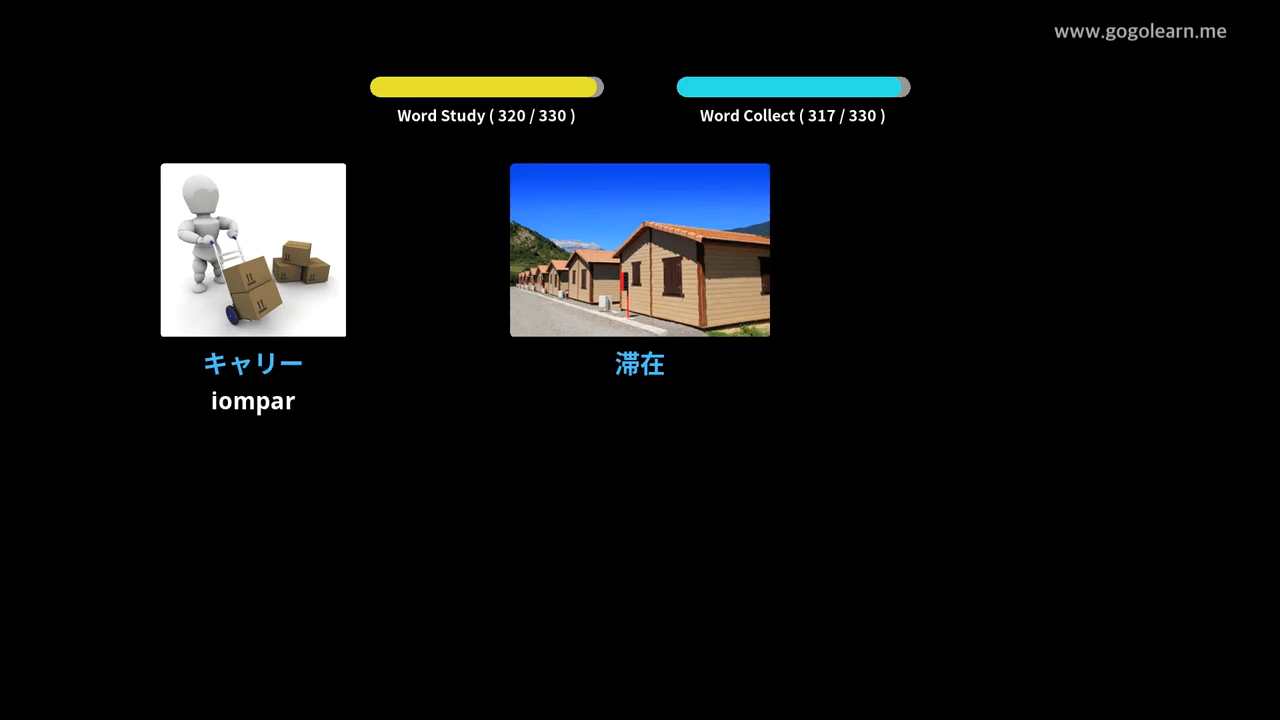 www.gogolearn.me
Word Study ( 320 / 330 )
Word Collect ( 317 / 330 )
キャリー
滞在
iompar